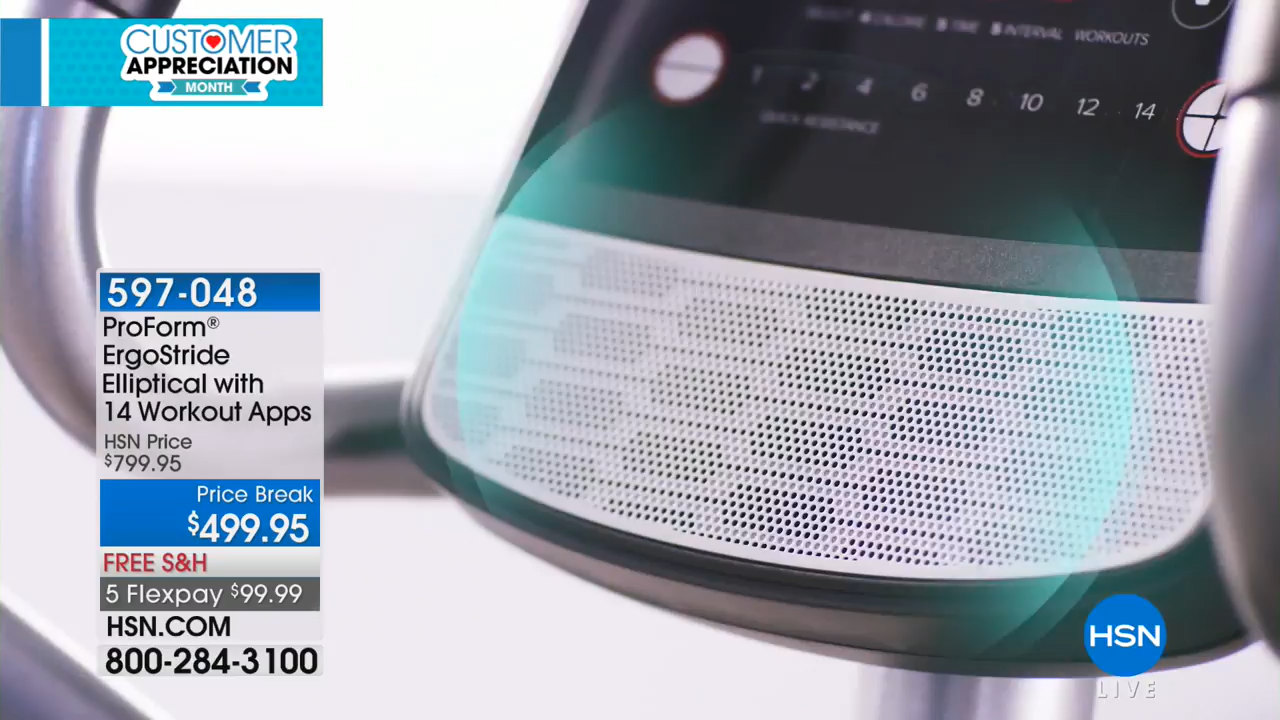 CUSTOMER
APPRECIATION
MONTH
WORKOUTS
1 2 4 6 8 10 12 14
QUICK RESISTANCE
597-048
ProForm®
ErgoStride
Elliptical with
14 Workout Apps
HSN Price
$799.95
Price Break
$499.95
FREE S&H
5 Flexpay $99.99
HSN.COM
800-284-3100
HSN
LIVE